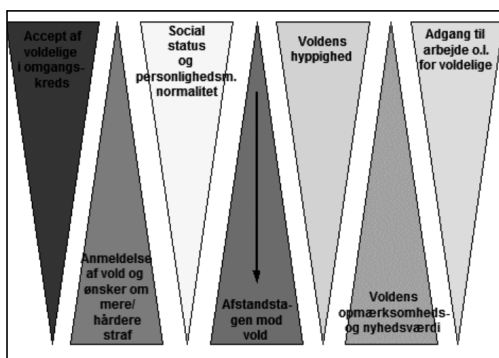 Accept af
voldelige
i omgangs-
kreds
Anmeldelse
af vold og
ønsker om
mere/
hårdere
straf
Social
status
og
personlighedsm.
normalitet
Afstandsta-
gen mod
vold
Voldens
hyppighed
Voldens
opmærksomheds-
og nyhedsværdi
Adgang til
arbejde o.l.
for voldelige